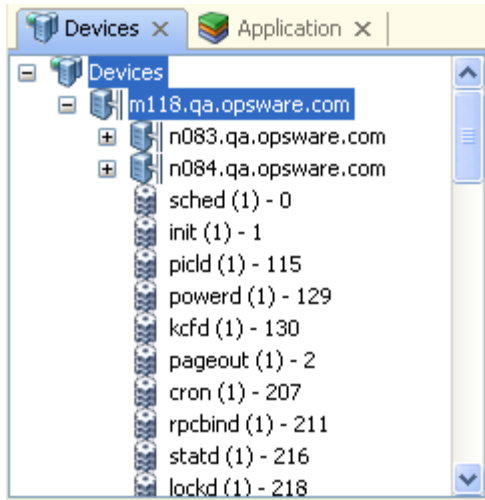 Devices
Application
Devices
m118.qa.opsware.com
n083.qa.opsware.com
n084.qa.opsware.com
sched (1) - 0
init (1) - 1
picld (1) - 115
powerd (1) - 129
kcfd (1) - 130
pageout (1) - 2
cron (1) - 207
rpcbind (1) - 211
statd (1) - 216
lockd (1) - 218